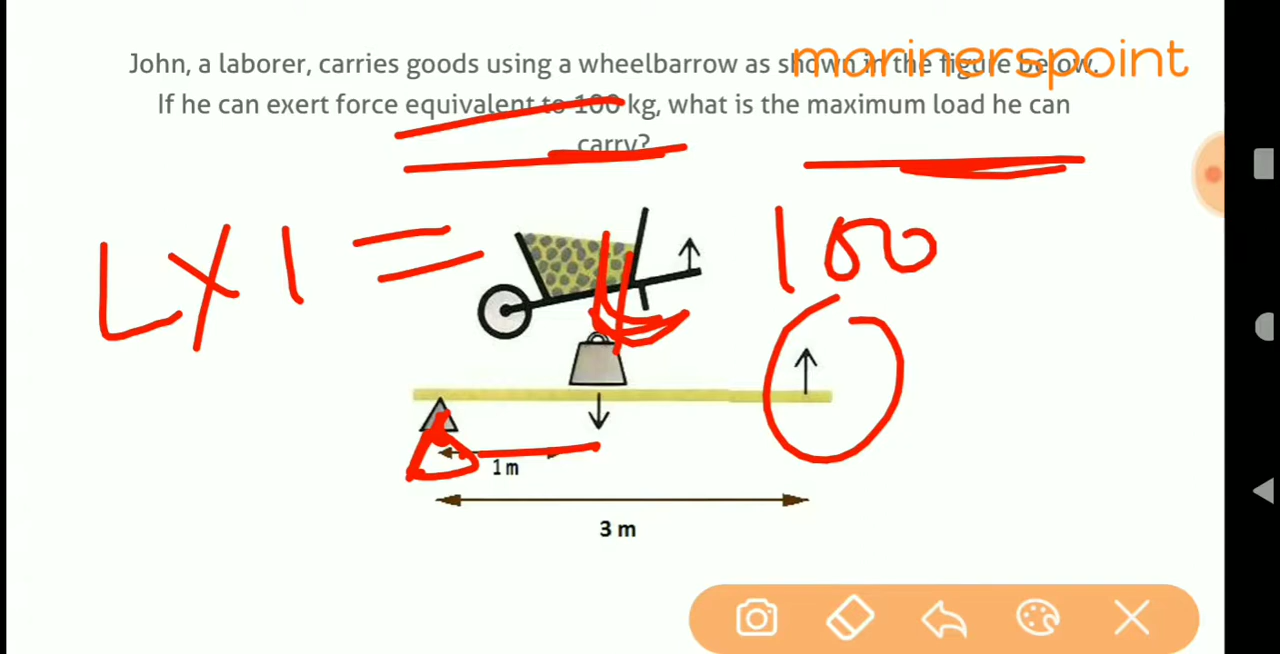 marinerspoint
John, a laborer, carries goods using a wheelbarrow as shown in the figure below.
If he can exert force equivalent to 100 kg, what is the maximum load he can
carry?
L X 1 = 100
1 m
3 m